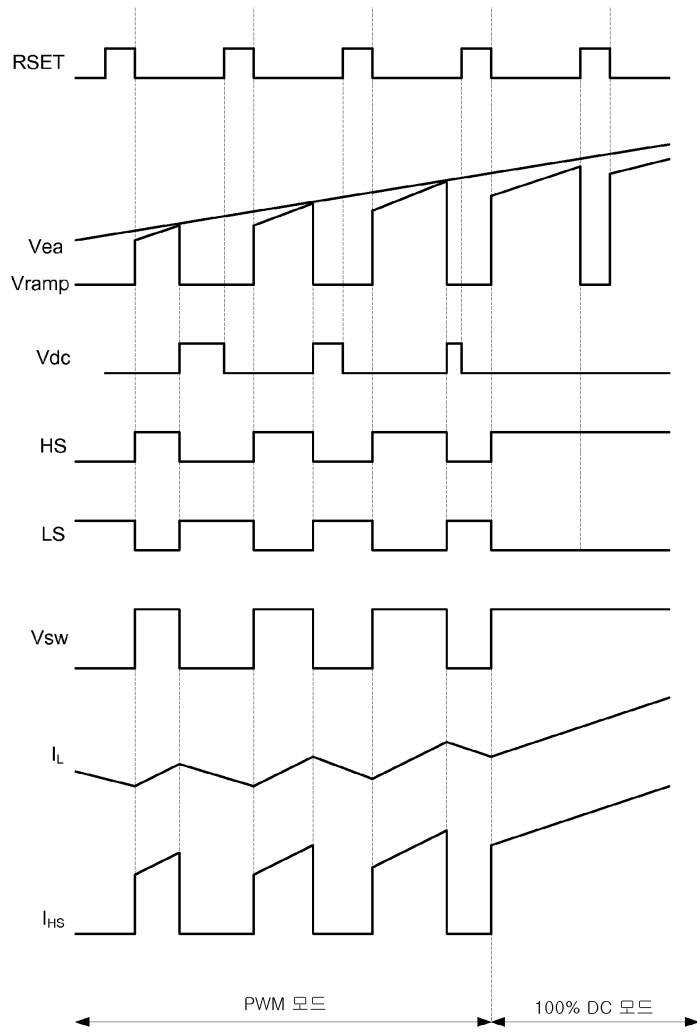 RSET
Vea
Vramp
Vdc
HS
LS
Vsw
IL
IHS
PWM 모드
100% DC 모드